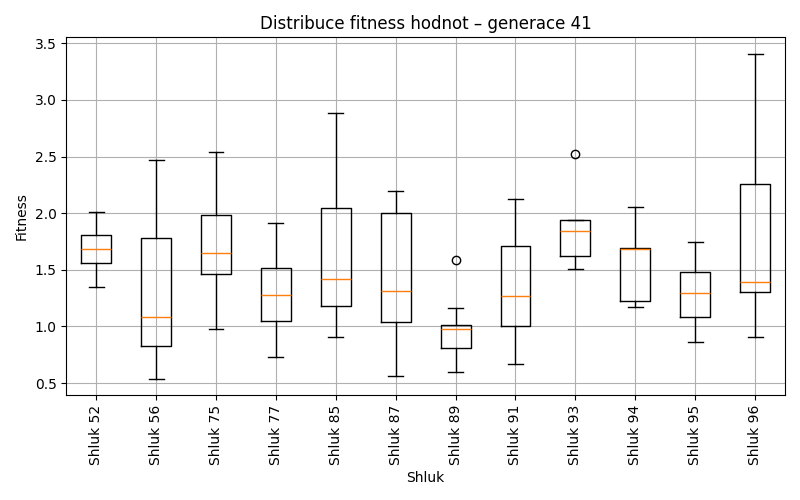 Distribuce fitness hodnot – generace 41
Fitness
3.5
3.0
2.5
2.0
1.5
1.0
0.5
Shluk 52
Shluk 56
Shluk 75
Shluk 77
Shluk 85
Shluk 87
Shluk 89
Shluk 91
Shluk 93
Shluk 94
Shluk 95
Shluk 96
Shluk